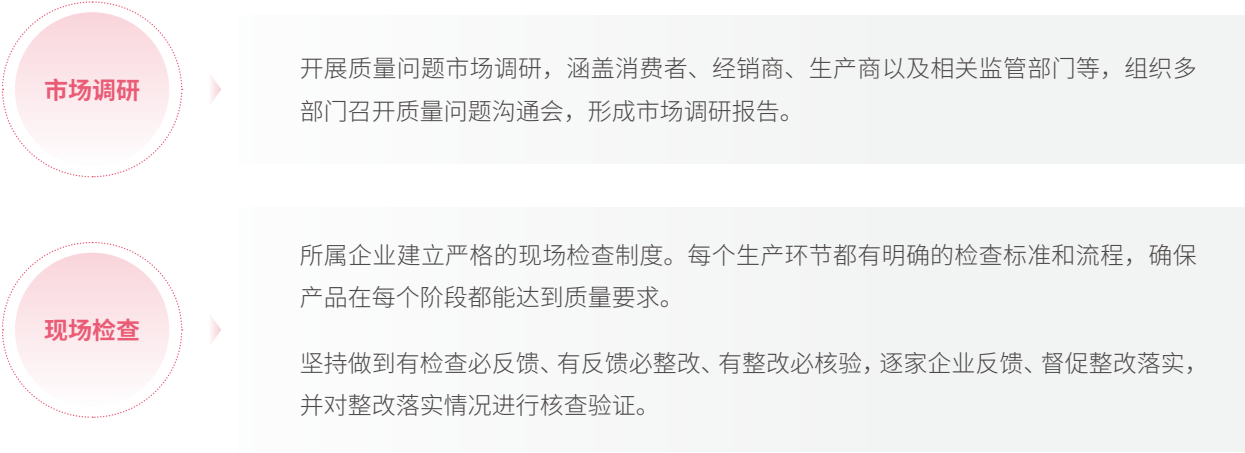 市场调研
开展质量问题市场调研，涵盖消费者、经销商、生产商以及相关监管部门等，组织多
部门召开质量问题沟通会，形成市场调研报告。
现场检查
所属企业建立严格的现场检查制度。每个生产环节都有明确的检查标准和流程，确保
产品在每个阶段都能达到质量要求。
坚持做到有检查必反馈、有反馈必整改、有整改必核验，逐家企业反馈、督促整改落实，
并对整改落实情况进行核查验证。